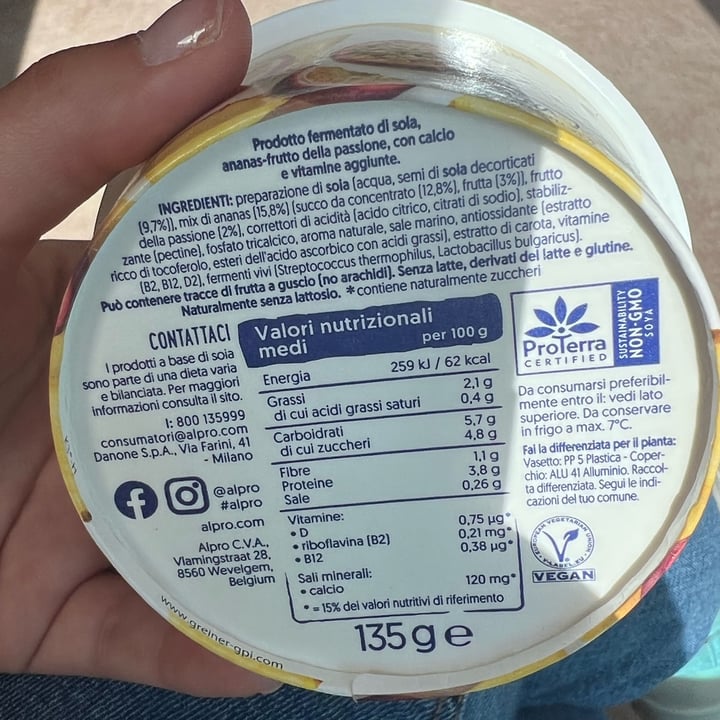 Prodotto fermentato di soia,
ananas-frutto della passione, con calcio
e vitamine aggiunte.
INGREDIENTI: preparazione di soia (acqua, semi di soia decorticati
(9,7%)), mix di ananas (15,8%) (succo da concentrato (12,8%), frutta (3%)), frutto
della passione (2%), correttori di acidità (acido citrico, citrati di sodio), stabiliz-
zante (pectine), fosfato tricalcico, aroma naturale, sale marino, antiossidante (estratto
ricco di tocoferolo, esteri dell'acido ascorbico con acidi grassi), estratto di carota, vitamine
(B2, B12, D2), fermenti vivi (Streptococcus thermophilus, Lactobacillus bulgaricus).
Può contenere tracce di frutta a guscio (no arachidi). Senza latte, derivati del latte e glutine.
Naturalmente senza lattosio. *contiene naturalmente zuccheri
CONTATTACI
I prodotti a base di soia
sono parte di una dieta varia
e bilanciata. Per maggiori
informazioni consulta il sito.
I: 800 135999
consumatori@alpro.com
Danone S.p.A., Via Farini, 41
- Milano
@alpro
#alpro
alpro.com
Alpro C.V.A.,
Vlamingstraat 28,
8560 Wevelgem,
Belgium
www.greiner-gpi.com
Valori nutrizionali
medi per 100 g
Energia 259 kJ / 62 kcal
Grassi 2,1 g
di cui acidi grassi saturi 0,4 g
Carboidrati 5,7 g
di cui zuccheri 4,8 g
Fibre 1,1 g
Proteine 3,8 g
Sale 0,26 g
Vitamine:
• D 0,75 µg*
• riboflavina (B2) 0,21 mg*
• B12 0,38 µg*
Sali minerali:
• calcio 120 mg*
* = 15% dei valori nutritivi di riferimento
135 g e
ProTerra
CERTIFIED
SUSTAINABILITY
NON-GMO
SOYA
Da consumarsi preferibil-
mente entro il: vedi lato
superiore. Da conservare
in frigo a max. 7°C.
Fai la differenziata per il pianta:
Vasetto: PP 5 Plastica - Coper-
chio: ALU 41 Alluminio. Raccol-
ta differenziata. Segui le indi-
cazioni del tuo comune.
EUROPEAN VEGETARIAN UNION
V-LABEL.EU
VEGAN